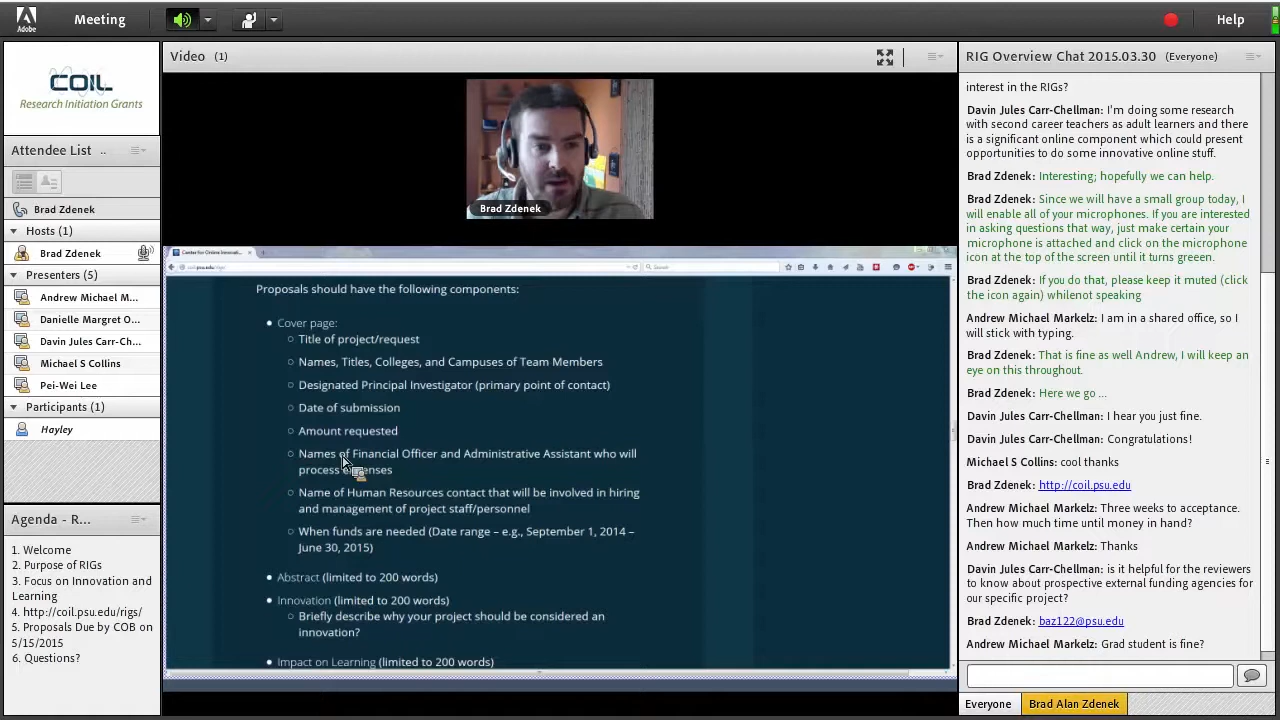 Adobe
Meeting
Help
COIL
Research Initiation Grants
Attendee List ..
Brad Zdenek
Hosts (1)
Brad Zdenek
Presenters (5)
Andrew Michael M...
Danielle Margret O...
Davin Jules Carr-Ch...
Michael S Collins
Pei-Wei Lee
Participants (1)
Hayley
Agenda - R...
1. Welcome
2. Purpose of RIGs
3. Focus on Innovation and
Learning
4. http://coil.psu.edu/rigs/
5. Proposals Due by COB on
5/15/2015
6. Questions?
Video (1)
Brad Zdenek
Center for Online Innovat...
coil.psu.edu/rigs/
Search
Proposals should have the following components:
Cover page:
Title of project/request
Names, Titles, Colleges, and Campuses of Team Members
Designated Principal Investigator (primary point of contact)
Date of submission
Amount requested
Names of Financial Officer and Administrative Assistant who will
process expenses
Name of Human Resources contact that will be involved in hiring
and management of project staff/personnel
When funds are needed (Date range – e.g., September 1, 2014 –
June 30, 2015)
Abstract (limited to 200 words)
Innovation (limited to 200 words)
Briefly describe why your project should be considered an
innovation?
Impact on Learning (limited to 200 words)
RIG Overview Chat 2015.03.30 (Everyone)
interest in the RIGs?
Davin Jules Carr-Chellman: I'm doing some research
with second career teachers as adult learners and there
is a significant online component which could present
opportunities to do some innovative online stuff.
Brad Zdenek: Interesting; hopefully we can help.
Brad Zdenek: Since we will have a small group today, I
will enable all of your microphones. If you are interested
in asking questions that way, just make certain your
microphone is attached and click on the microphone
icon at the top of the screen until it turns greeen.
Brad Zdenek: If you do that, please keep it muted (click
the icon again) whilenot speaking
Andrew Michael Markelz: I am in a shared office, so I
will stick with typing.
Brad Zdenek: That is fine as well Andrew, I will keep an
eye on this throughout.
Brad Zdenek: Here we go ...
Davin Jules Carr-Chellman: I hear you just fine.
Davin Jules Carr-Chellman: Congratulations!
Michael S Collins: cool thanks
Brad Zdenek: http://coil.psu.edu
Andrew Michael Markelz: Three weeks to acceptance.
Then how much time until money in hand?
Andrew Michael Markelz: Thanks
Davin Jules Carr-Chellman: is it helpful for the reviewers
to know about prospective external funding agencies for
our specific project?
Brad Zdenek: baz122@psu.edu
Andrew Michael Markelz: Grad student is fine?
Everyone
Brad Alan Zdenek